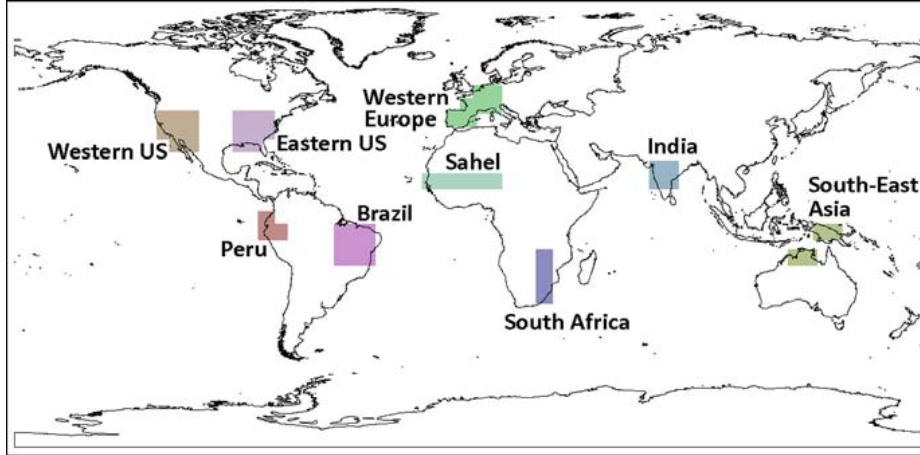 Western
Europe
Western US
Eastern US
India
Sahel
South-East
Asia
Brazil
Peru
South Africa